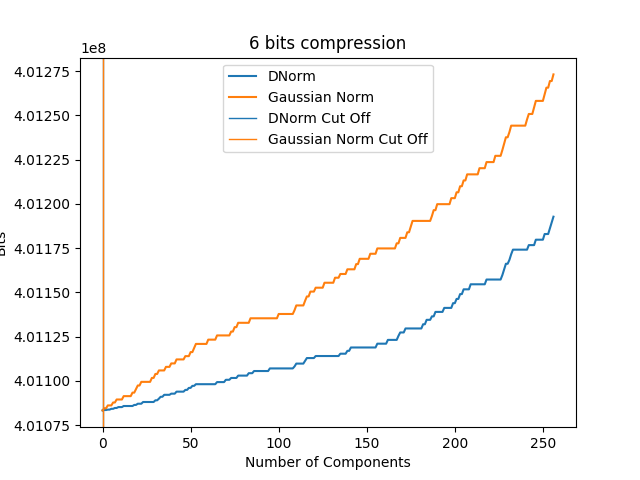 6 bits compression
1e8
4.01275
4.01250
4.01225
4.01200
4.01175
4.01150
4.01125
4.01100
4.01075
Bits
DNorm
Gaussian Norm
DNorm Cut Off
Gaussian Norm Cut Off
0 50 100 150 200 250
Number of Components